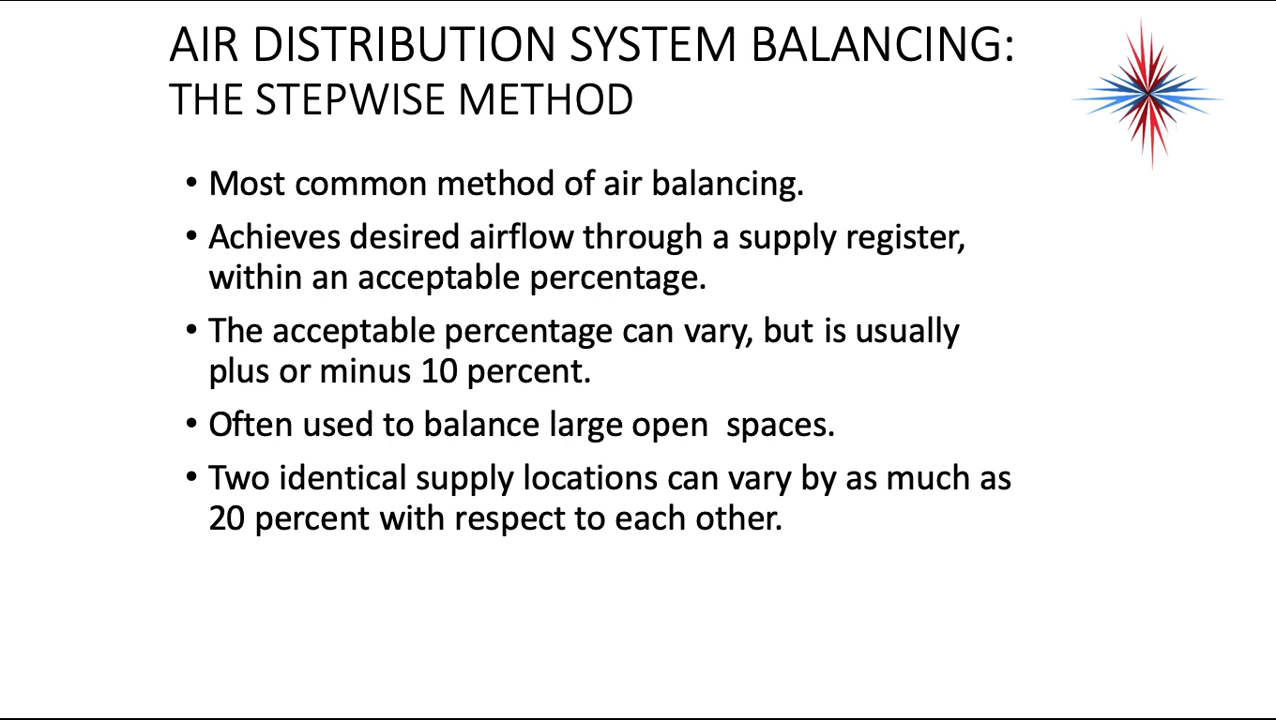 AIR DISTRIBUTION SYSTEM BALANCING:
THE STEPWISE METHOD
• Most common method of air balancing.
• Achieves desired airflow through a supply register,
within an acceptable percentage.
• The acceptable percentage can vary, but is usually
plus or minus 10 percent.
• Often used to balance large open  spaces.
• Two identical supply locations can vary by as much as
20 percent with respect to each other.